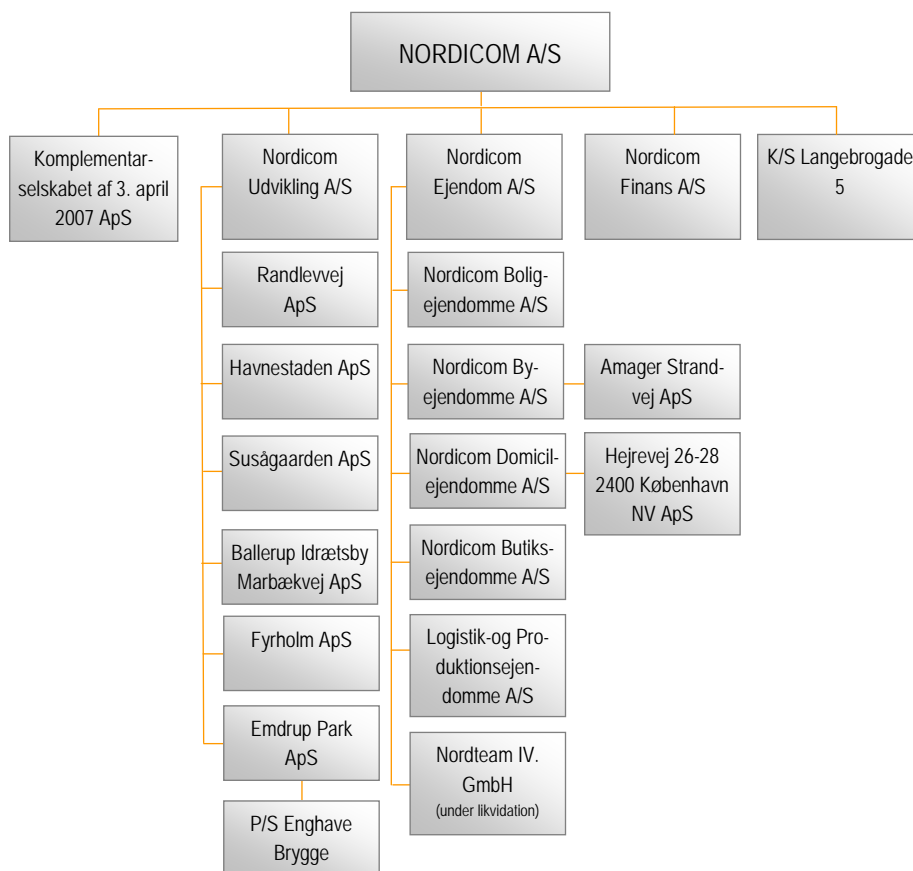 NORDICOM A/S
Komplementar-
selskabet af 3. april
2007 ApS
Nordicom
Udvikling A/S
Nordicom
Ejendom A/S
Nordicom
Finans A/S
K/S Langebrogade
5
Randlevvej
ApS
Havnestaden ApS
Susågaarden ApS
Ballerup Idrætsby
Marbækvej ApS
Fyrholm ApS
Emdrup Park
ApS
P/S Enghave
Brygge
Nordicom Bolig-
ejendomme A/S
Nordicom By-
ejendomme A/S
Amager Strand-
vej ApS
Nordicom Domicil-
ejendomme A/S
Hejrevej 26-28
2400 København
NV ApS
Nordicom Butiks-
ejendomme A/S
Logistik-og Pro-
duktionsejen-
domme A/S
Nordteam IV.
GmbH
(under likvidation)